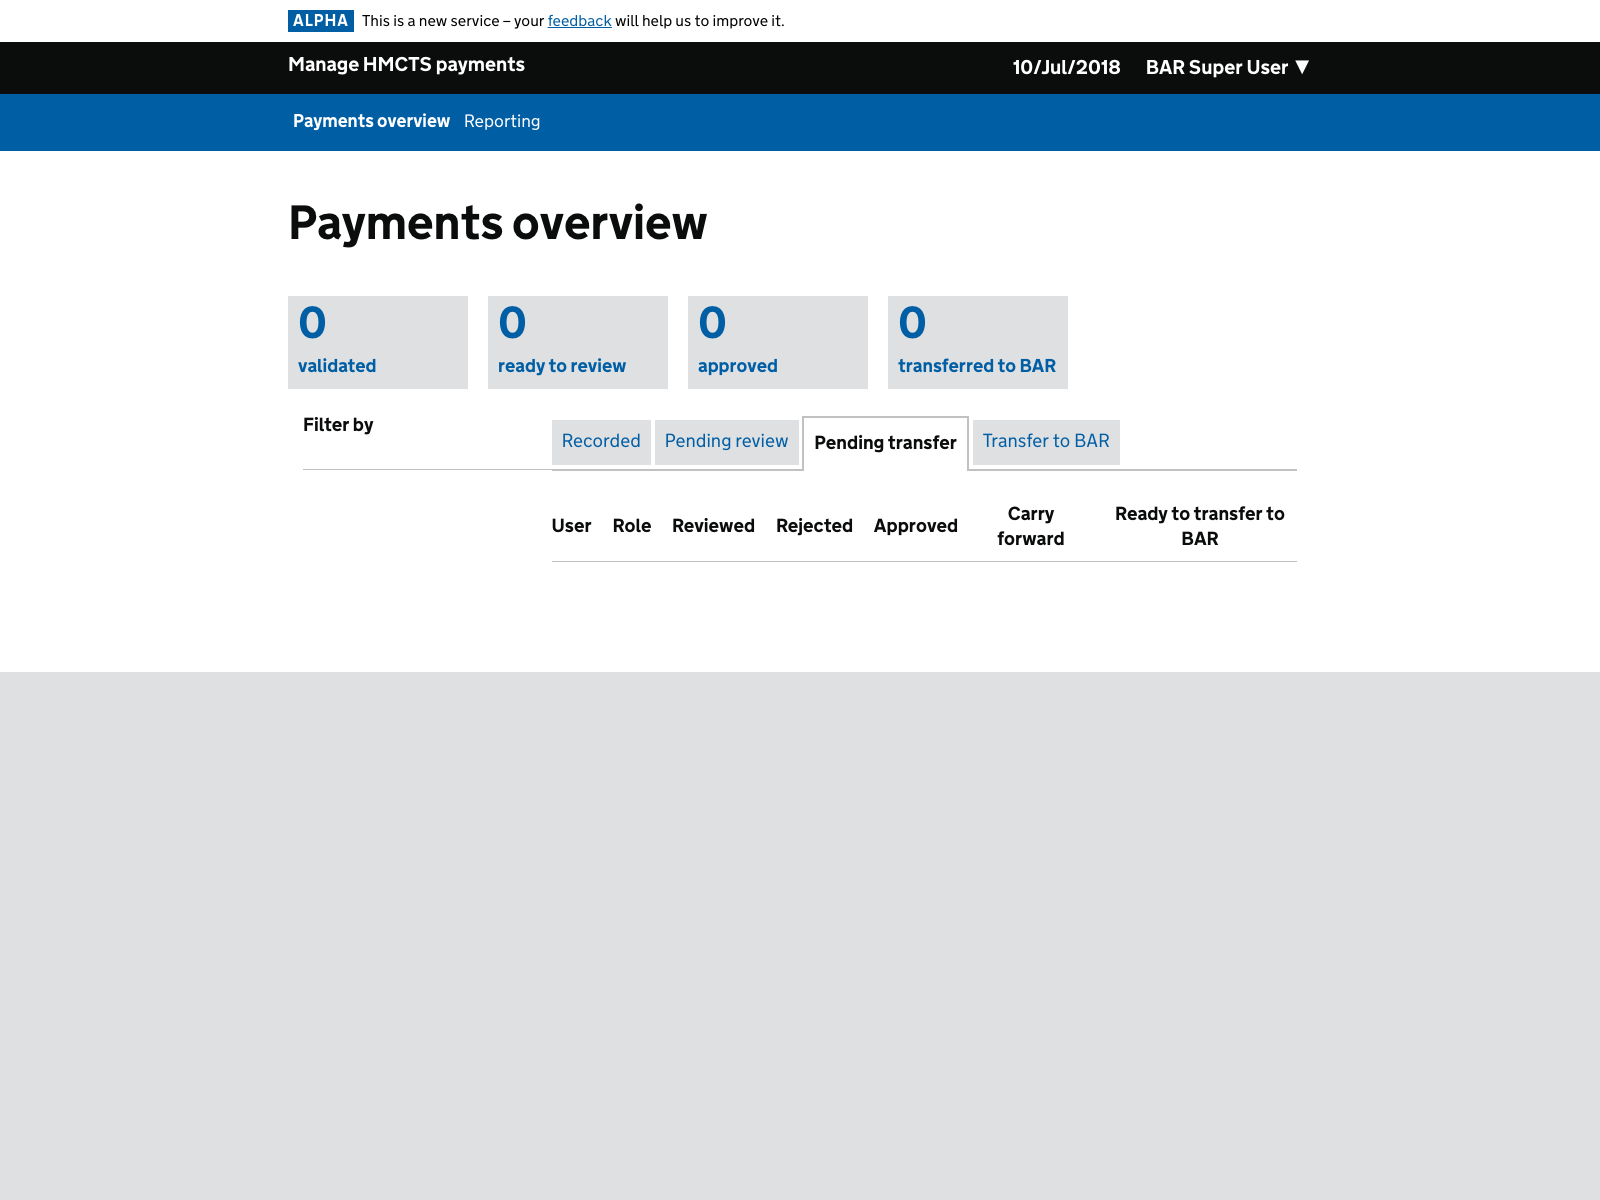 ALPHA This is a new service – your feedback will help us to improve it.
Manage HMCTS payments 10/Jul/2018 BAR Super User ▼
Payments overview Reporting
Payments overview
0 0 0 0
validated ready to review approved transferred to BAR
Filter by
Recorded Pending review Pending transfer Transfer to BAR
User Role Reviewed Rejected Approved Carry forward Ready to transfer to BAR